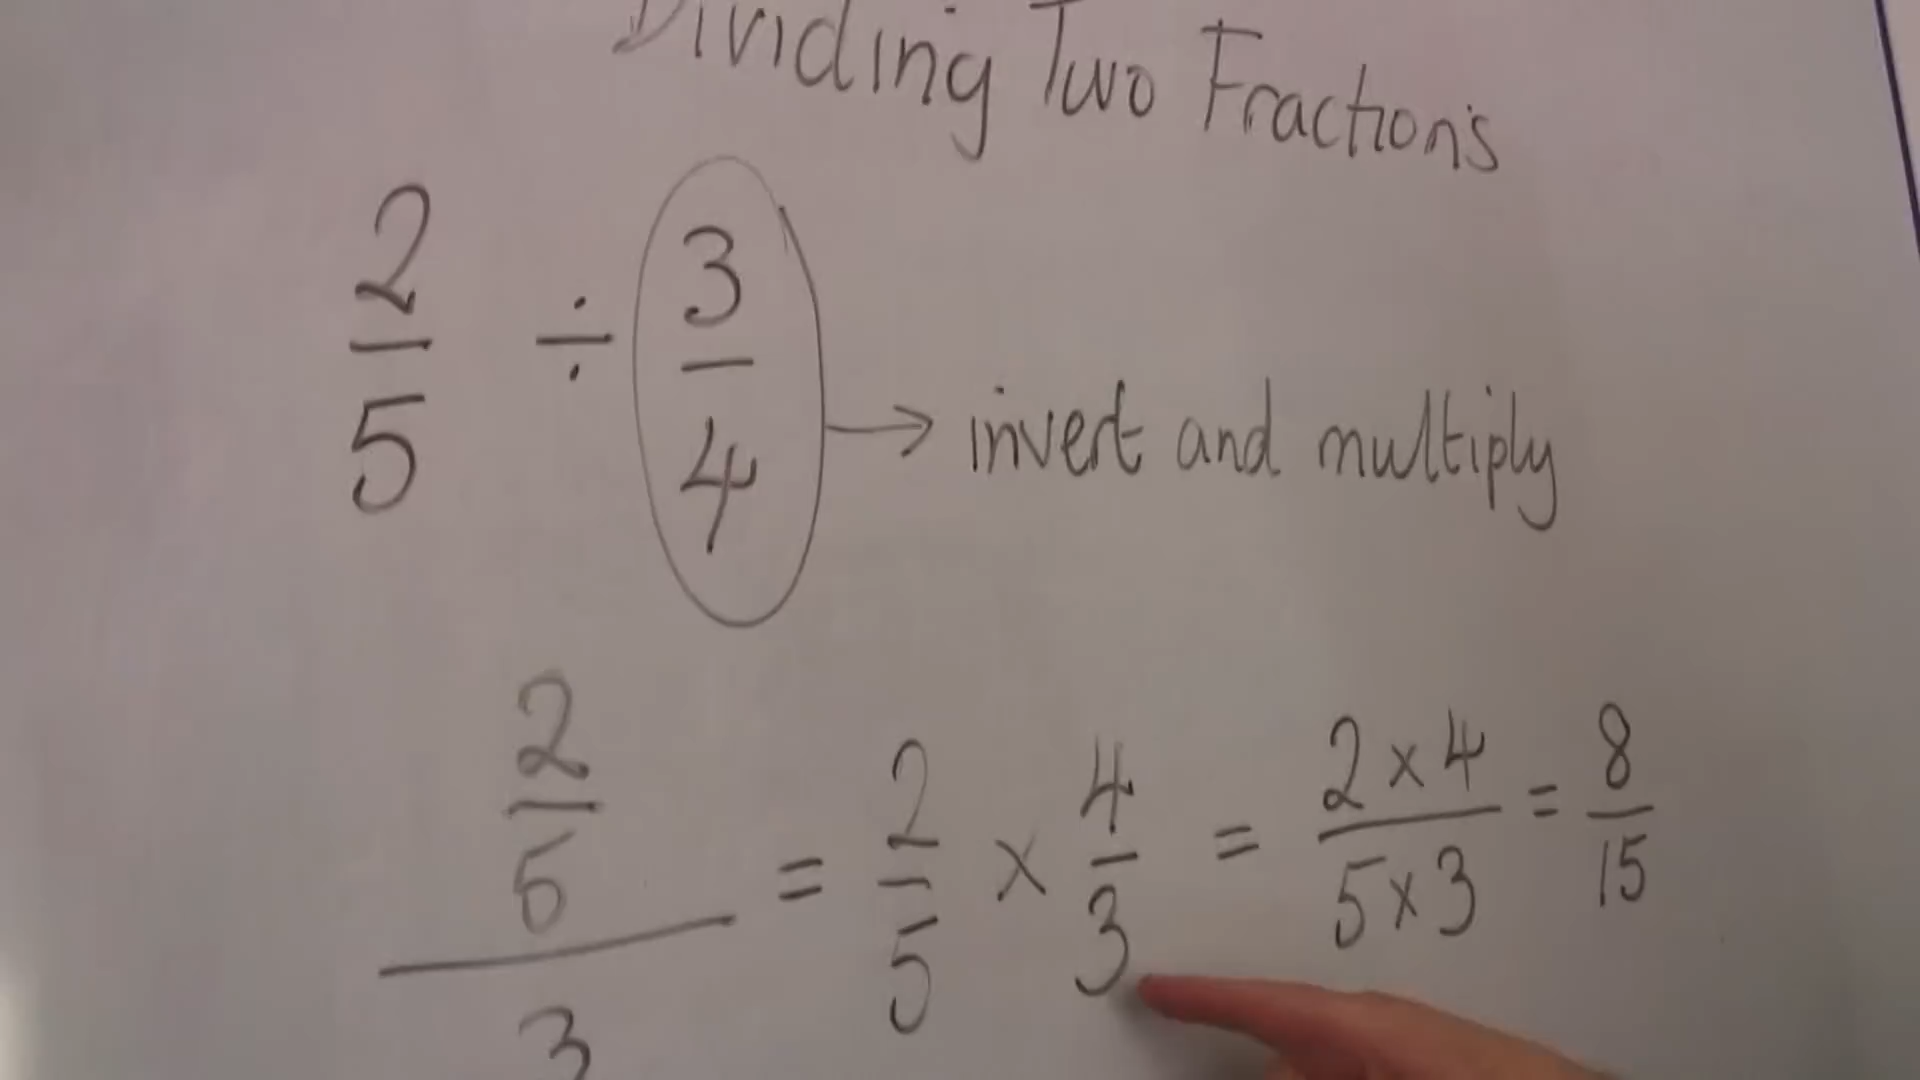 Dividing Two Fractions
2/5 ÷ 3/4 → invert and multiply
2/5 / 3 = 2/5 × 4/3 = 2 × 4 / 5 × 3 = 8/15